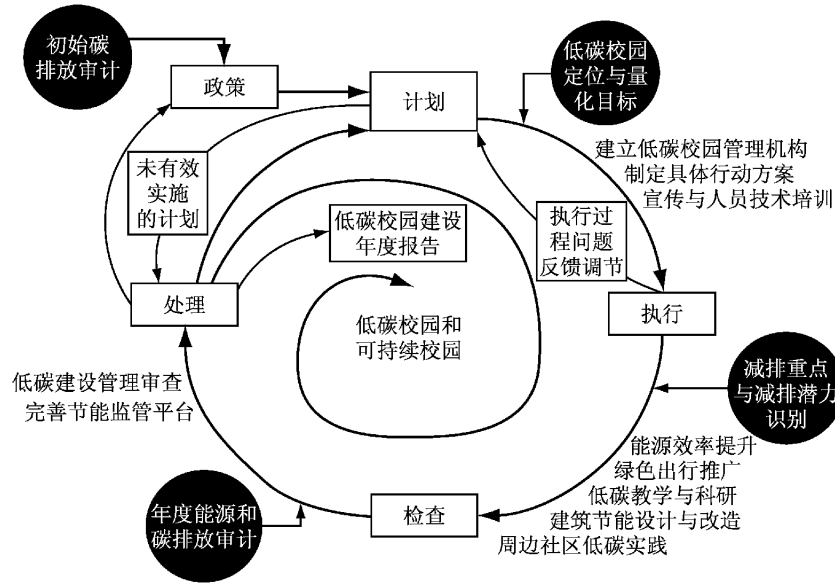 初始碳
排放审计
政策
计划
低碳校园
定位与量
化目标
建立低碳校园管理机构
制定具体行动方案
宣传与人员技术培训
未有效
实施
的计划
低碳校园建设
年度报告
执行过
程问题
反馈调节
处理
执行
低碳校园和
可持续校园
低碳建设管理审查
完善节能监管平台
减排重点
与减排潜力
识别
能源效率提升
绿色出行推广
低碳教学与科研
建筑节能设计与改造
周边社区低碳实践
年度能源和
碳排放审计
检查